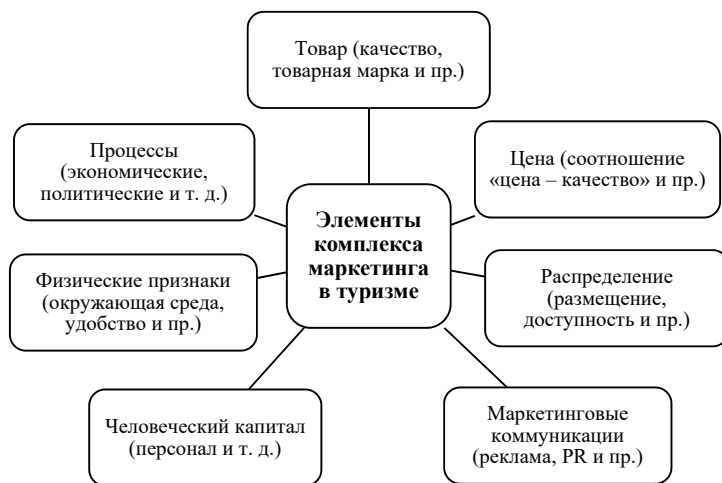 Товар (качество,
товарная марка и пр.)
Процессы
(экономические,
политические и т. д.)
Цена (соотношение
«цена – качество» и пр.)
Элементы
комплекса
маркетинга
в туризме
Физические признаки
(окружающая среда,
удобство и пр.)
Распределение
(размещение,
доступность и пр.)
Человеческий капитал
(персонал и т. д.)
Маркетинговые
коммуникации
(реклама, PR и пр.)